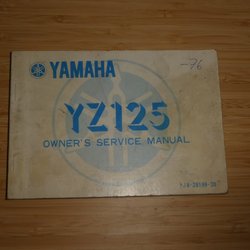 -76
YAMAHA
YZ125
OWNER'S SERVICE MANUAL